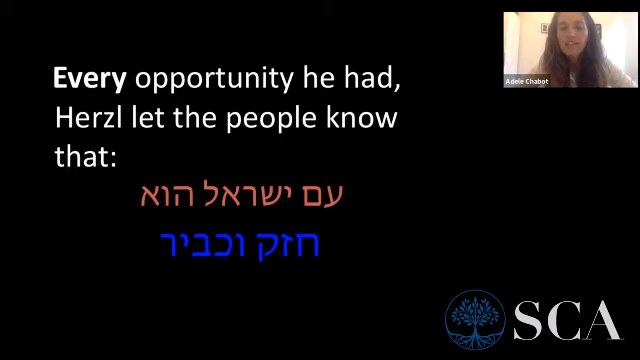 Every opportunity he had,
Herzl let the people know
that:
עם ישראל הוא
חזק וכביר
Adele Chabot
SCA